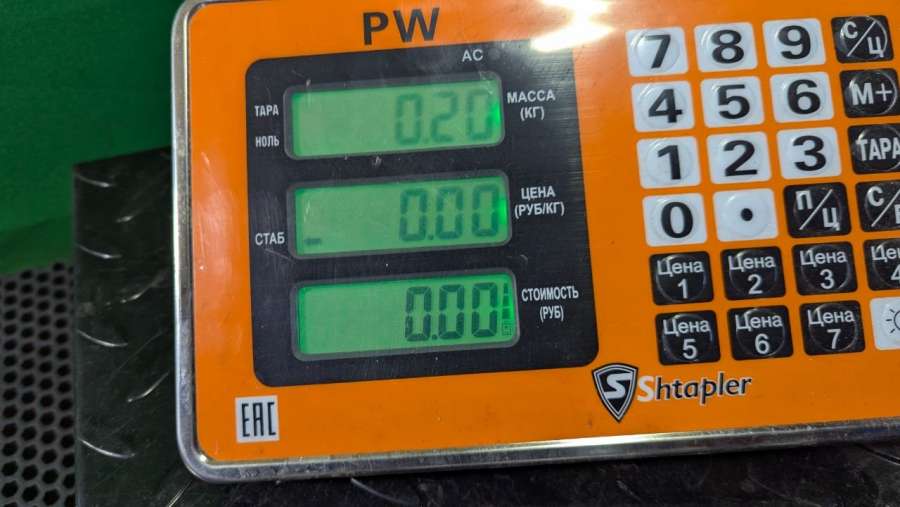 PW
AC
ТАРА
НОЛЬ
0.20
МАССА
(КГ)
СТАБ
0.00
ЦЕНА
(РУБ/КГ)
0.00
СТОИМОСТЬ
(РУБ)
7 8 9 С/Ц
4 5 6 М+
1 2 3 ТАРА
0 . П/Ц
Цена 1
Цена 2
Цена 3
Цена 5
Цена 6
Цена 7
S Shtapler
EAC